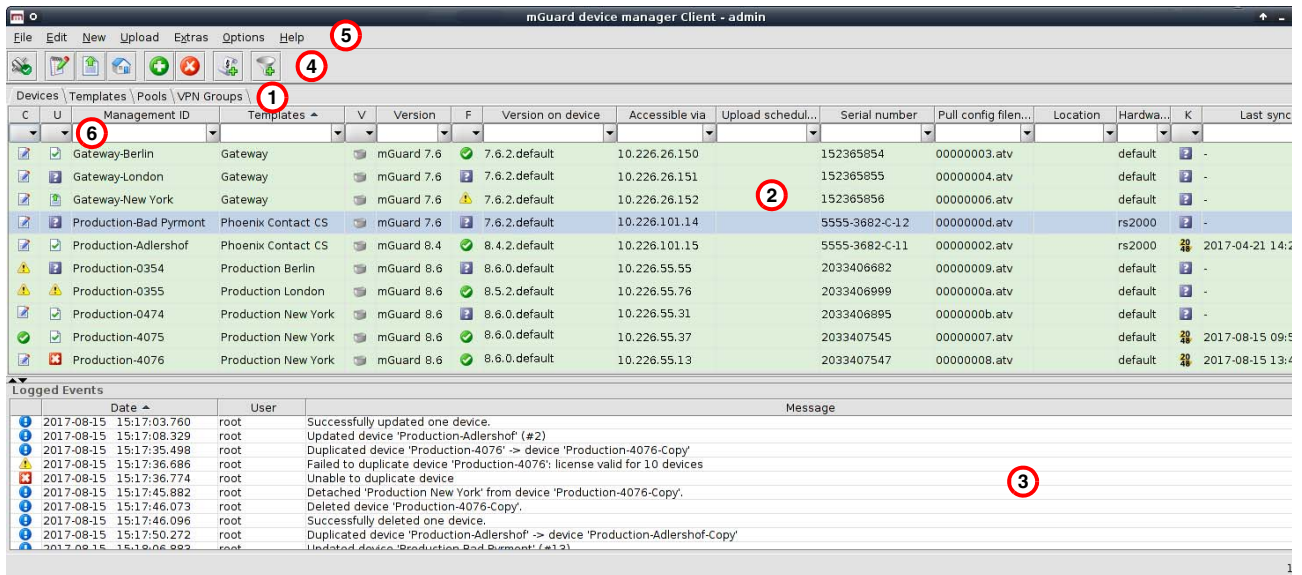 mGuard device manager Client - admin
File Edit New Upload Extras Options Help 5
4
Devices Templates Pools VPN Groups 1
C U Management ID Templates V Version F Version on device Accessible via Upload schedul... Serial number Pull config filen... Location Hardwa... K Last sync
6
Gateway-Berlin Gateway mGuard 7.6 7.6.2.default 10.226.26.150 152365854 00000003.atv default ? -
? Gateway-London Gateway mGuard 7.6 ? 7.6.2.default 10.226.26.151 152365855 00000004.atv default ? -
2
Gateway-New York Gateway mGuard 7.6 7.6.2.default 10.226.26.152 152365856 00000006.atv default ? -
? Production-Bad Pyrmont Phoenix Contact CS mGuard 7.6 ? 7.6.2.default 10.226.101.14 5555-3682-C-12 0000000d.atv rs2000 ? -
Production-Adlershof Phoenix Contact CS mGuard 8.4 8.4.2.default 10.226.101.15 5555-3682-C-11 00000002.atv rs2000 2048 2017-04-21 14:2
? Production-0354 Production Berlin mGuard 8.6 ? 8.6.0.default 10.226.55.55 2033406682 00000009.atv default ? -
Production-0355 Production London mGuard 8.6 8.5.2.default 10.226.55.76 2033406999 0000000a.atv default ? -
Production-0474 Production New York mGuard 8.6 ? 8.6.0.default 10.226.55.31 2033406895 0000000b.atv default ? -
Production-4075 Production New York mGuard 8.6 8.6.0.default 10.226.55.37 2033407545 00000007.atv default 2048 2017-08-15 09:5
Production-4076 Production New York mGuard 8.6 8.6.0.default 10.226.55.13 2033407547 00000008.atv default 2048 2017-08-15 13:4
Logged Events
Date User Message
2017-08-15 15:17:03.760 root Successfully updated one device.
2017-08-15 15:17:08.329 root Updated device 'Production-Adlershof' (#2)
2017-08-15 15:17:35.498 root Duplicated device 'Production-4076' -> device 'Production-4076-Copy'
2017-08-15 15:17:36.686 root Failed to duplicate device 'Production-4076': license valid for 10 devices
2017-08-15 15:17:36.774 root Unable to duplicate device
3
2017-08-15 15:17:45.882 root Detached 'Production New York' from device 'Production-4076-Copy'.
2017-08-15 15:17:46.073 root Deleted device 'Production-4076-Copy'.
2017-08-15 15:17:46.096 root Successfully deleted one device.
2017-08-15 15:17:50.272 root Duplicated device 'Production-Adlershof' -> device 'Production-Adlershof-Copy'
2017-08-15 15:18:06.883 root Updated device 'Production-Bad Pyrmont' (#13)
1